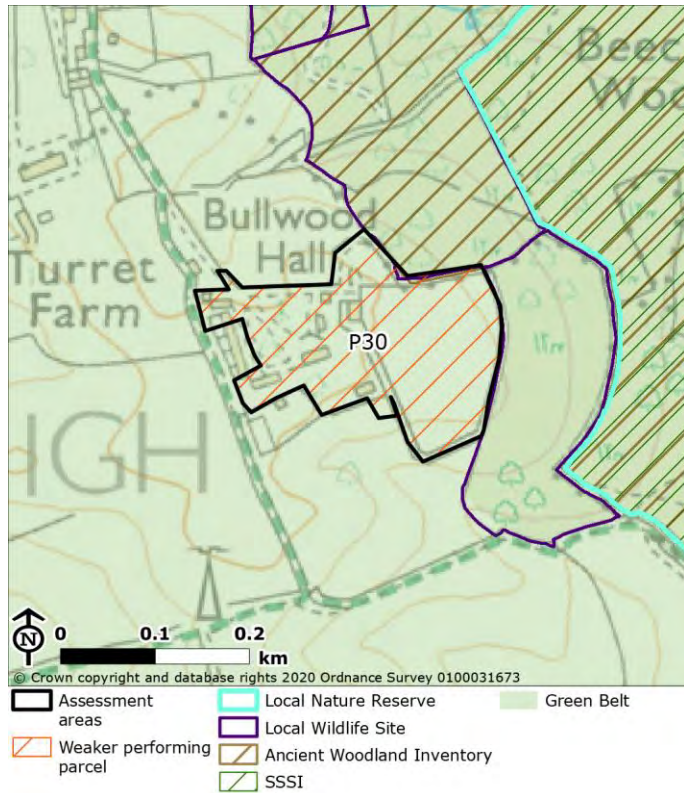 Beec
Woo
Bullwood
Hall
Turret
Farm
P30
IGH
N
0 0.1 0.2
km
© Crown copyright and database rights 2020 Ordnance Survey 0100031673
Assessment areas
Weaker performing parcel
Local Nature Reserve
Local Wildlife Site
Ancient Woodland Inventory
SSSI
Green Belt